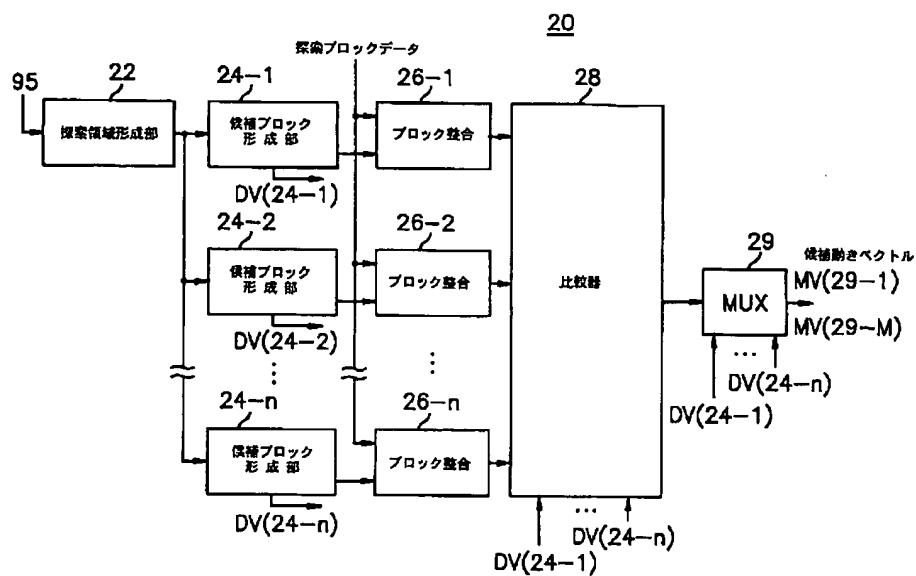 20
探索ブロックデータ
95
22
24-1
26-1
28
探索領域形成部
候補ブロック
形成部
ブロック整合
DV(24-1)
24-2
26-2
候補ブロック
形成部
ブロック整合
比較器
29
候補動きベクトル
MUX
MV(29-1)
MV(29~M)
DV(24-2)
...
DV(24-n)
DV(24-1)
24-n
26-n
候補ブロック
形成部
ブロック整合
DV(24-n)
...
DV(24-n)
DV(24-1)